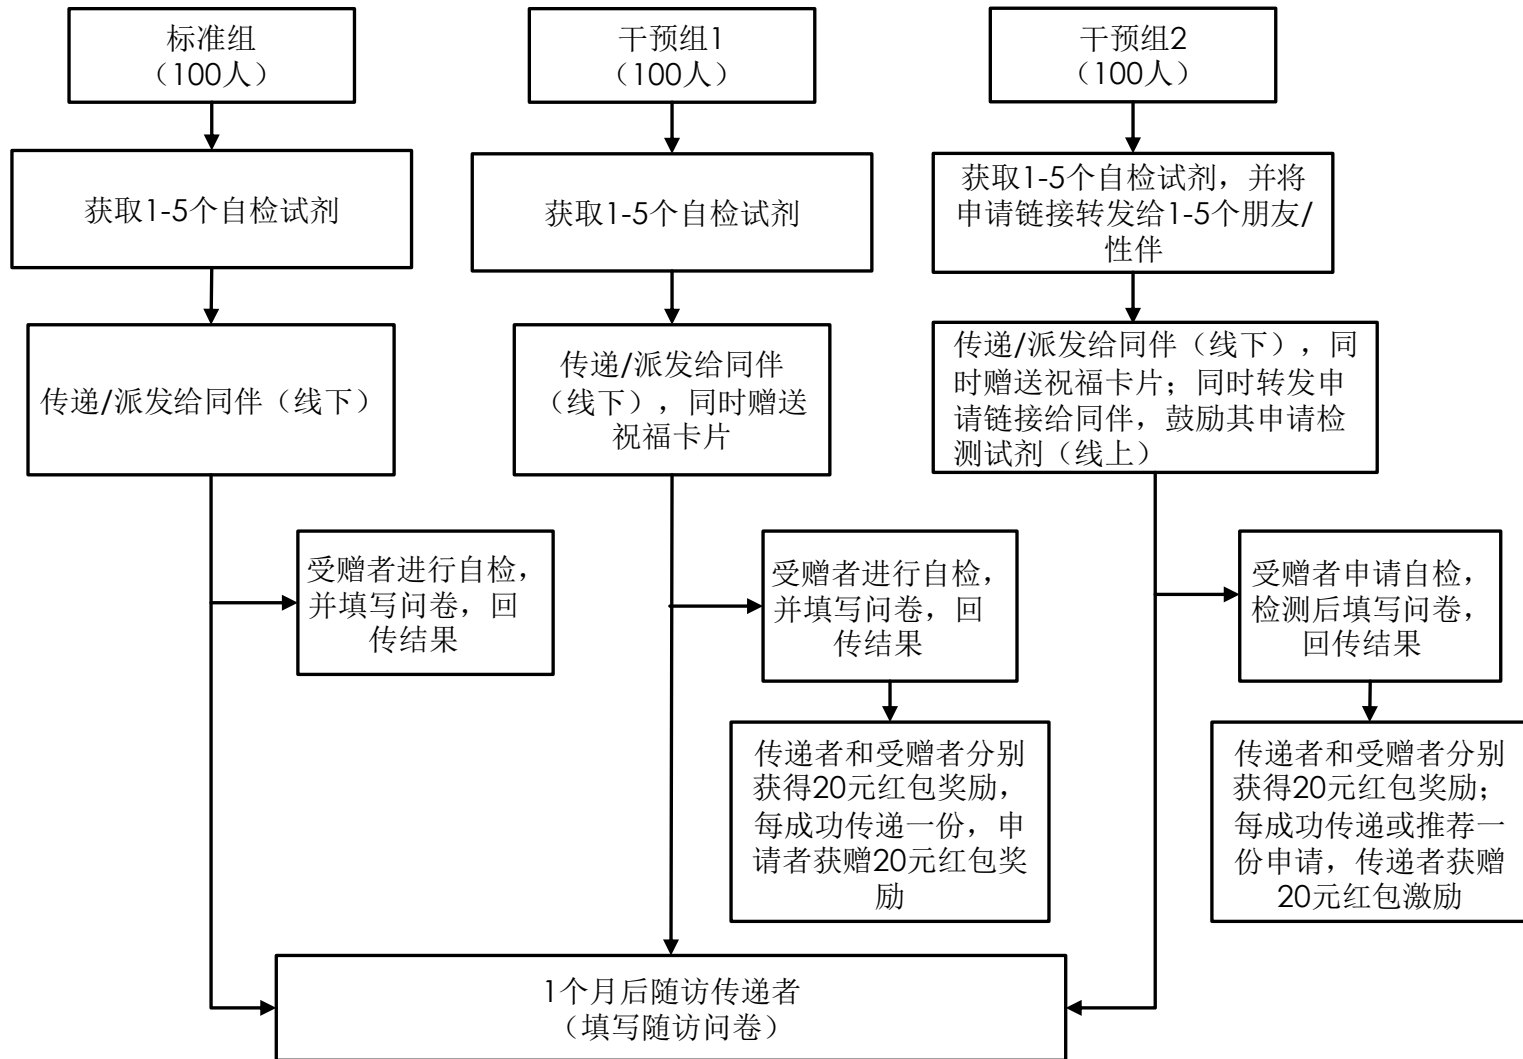 标准组
（100人）
干预组1
（100人）
干预组2
（100人）
获取1-5个自检试剂
获取1-5个自检试剂
获取1-5个自检试剂，并将
申请链接转发给1-5个朋友/
性伴
传递/派发给同伴（线下）
传递/派发给同伴
（线下），同时赠送
祝福卡片
传递/派发给同伴（线下），同
时赠送祝福卡片；同时转发申
请链接给同伴，鼓励其申请检
测试剂（线上）
受赠者进行自检，
并填写问卷，回
传结果
受赠者进行自检，
并填写问卷，回
传结果
受赠者申请自检，
检测后填写问卷，
回传结果
传递者和受赠者分别
获得20元红包奖励，
每成功传递一份，申
请者获赠20元红包奖
励
传递者和受赠者分别
获得20元红包奖励；
每成功传递或推荐一
份申请，传递者获赠
20元红包激励
1个月后随访传递者
（填写随访问卷）